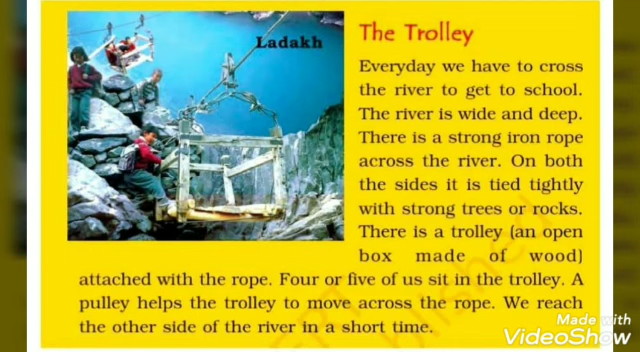 Ladakh
The Trolley
Everyday we have to cross
the river to get to school.
The river is wide and deep.
There is a strong iron rope
across the river. On both
the sides it is tied tightly
with strong trees or rocks.
There is a trolley (an open
box made of wood)
attached with the rope. Four or five of us sit in the trolley. A
pulley helps the trolley to move across the rope. We reach
the other side of the river in a short time.
Made with
VideoShow